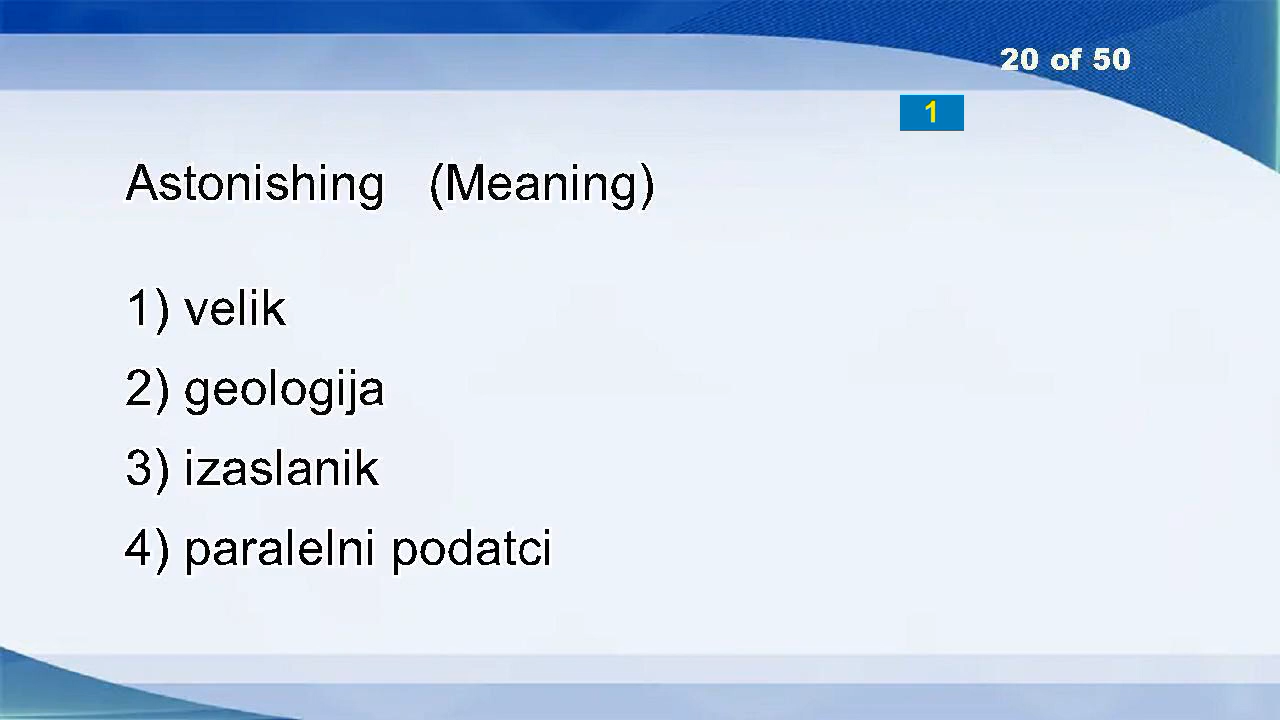 20 of 50
1
Astonishing (Meaning)
1) velik
2) geologija
3) izaslanik
4) paralelni podatci